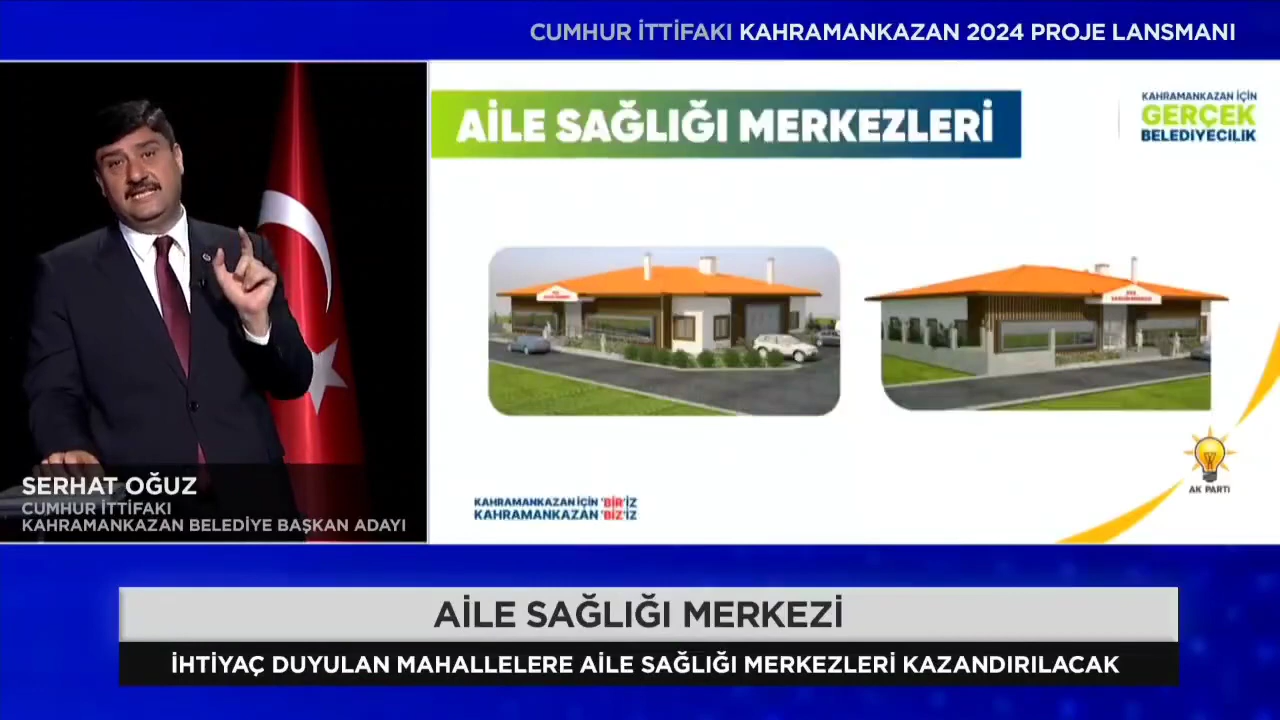 CUMHUR İTTİFAKI KAHRAMANKAZAN 2024 PROJE LANSMANI
AİLE SAĞLIĞI MERKEZLERİ
KAHRAMANKAZAN İÇİN
GERÇEK
BELEDİYECİLİK
SERHAT OĞUZ
CUMHUR İTTİFAKI
KAHRAMANKAZAN BELEDİYE BAŞKAN ADAYI
KAHRAMANKAZAN İÇİN 'BİR'İZ
KAHRAMANKAZAN 'BİZ'İZ
AK PARTİ
AİLE SAĞLIĞI MERKEZİ
İHTİYAÇ DUYULAN MAHALLELERE AİLE SAĞLIĞI MERKEZLERİ KAZANDIRILACAK